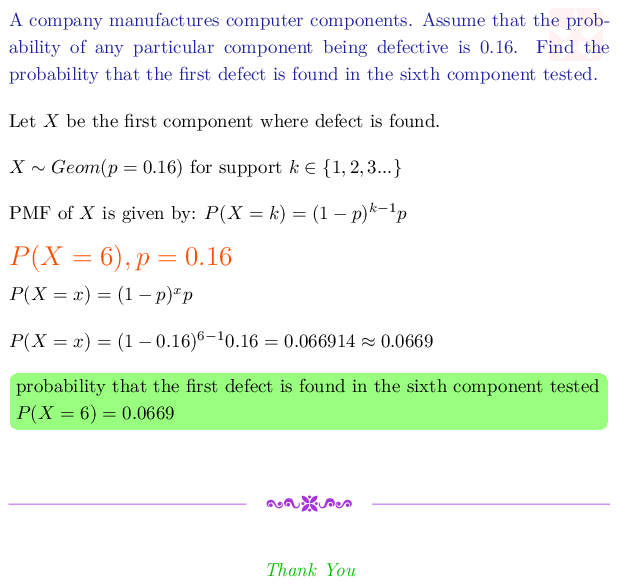 A company manufactures computer components. Assume that the prob-
ability of any particular component being defective is 0.16. Find the
probability that the first defect is found in the sixth component tested.
Let X be the first component where defect is found.
X ∼ Geom(p = 0.16) for support k ∈ {1, 2, 3...}
PMF of X is given by: P(X = k) = (1 − p)^{k−1}p
P(X = 6), p = 0.16
P(X = x) = (1 − p)^x p
P(X = x) = (1 − 0.16)^{6−1}0.16 = 0.066914 ≈ 0.0669
probability that the first defect is found in the sixth component tested
P(X = 6) = 0.0669
Thank You